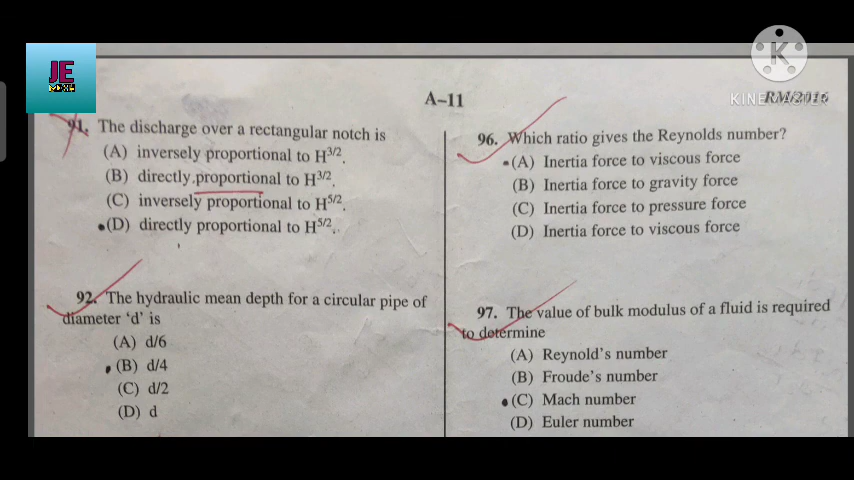 JE
K
KINEMASTER
A–11
RM/2016
91. The discharge over a rectangular notch is
(A) inversely proportional to H3/2.
(B) directly proportional to H3/2.
(C) inversely proportional to H5/2.
(D) directly proportional to H5/2.
92. The hydraulic mean depth for a circular pipe of
diameter ‘d’ is
(A) d/6
(B) d/4
(C) d/2
(D) d
96. Which ratio gives the Reynolds number?
(A) Inertia force to viscous force
(B) Inertia force to gravity force
(C) Inertia force to pressure force
(D) Inertia force to viscous force
97. The value of bulk modulus of a fluid is required
to determine
(A) Reynold’s number
(B) Froude’s number
(C) Mach number
(D) Euler number